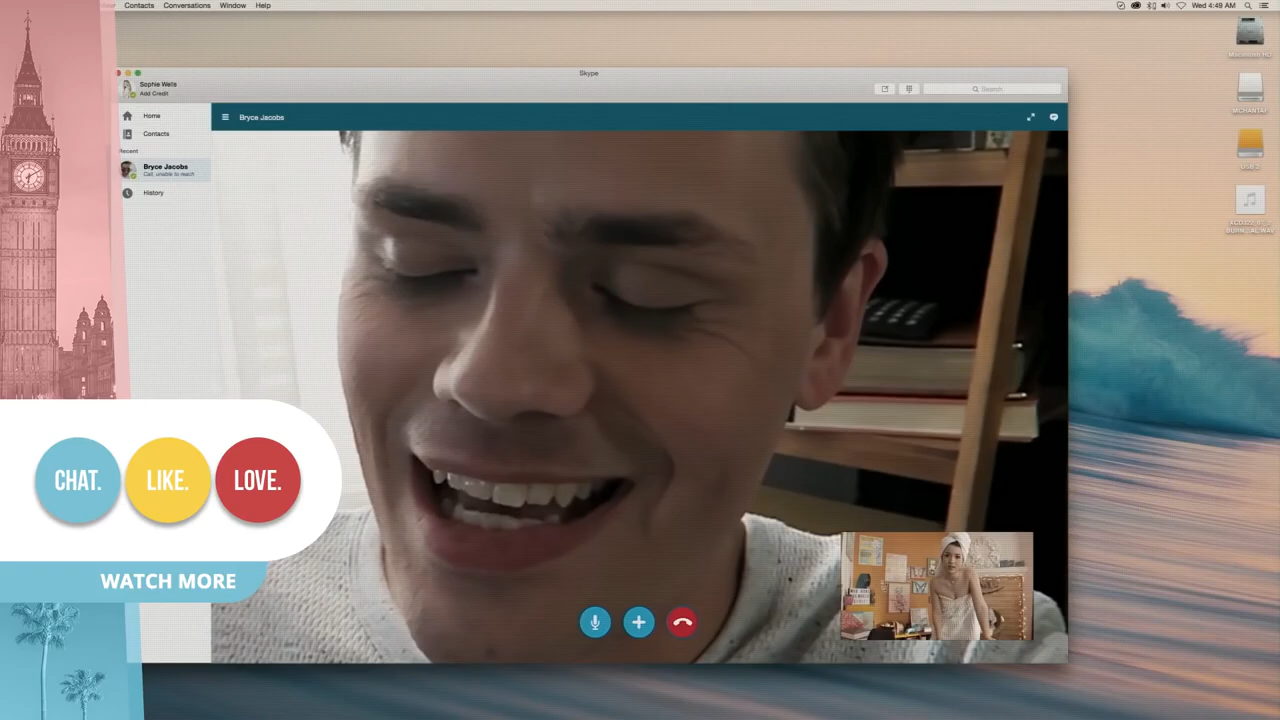 Contacts Conversations Window Help
Wed 4:49 AM
Skype
Sophie Wells
Add Credit
Search
Home
Contacts
Recent
Bryce Jacobs
Bryce Jacobs
Call, unable to reach
History
CHAT.
LIKE.
LOVE.
WATCH MORE